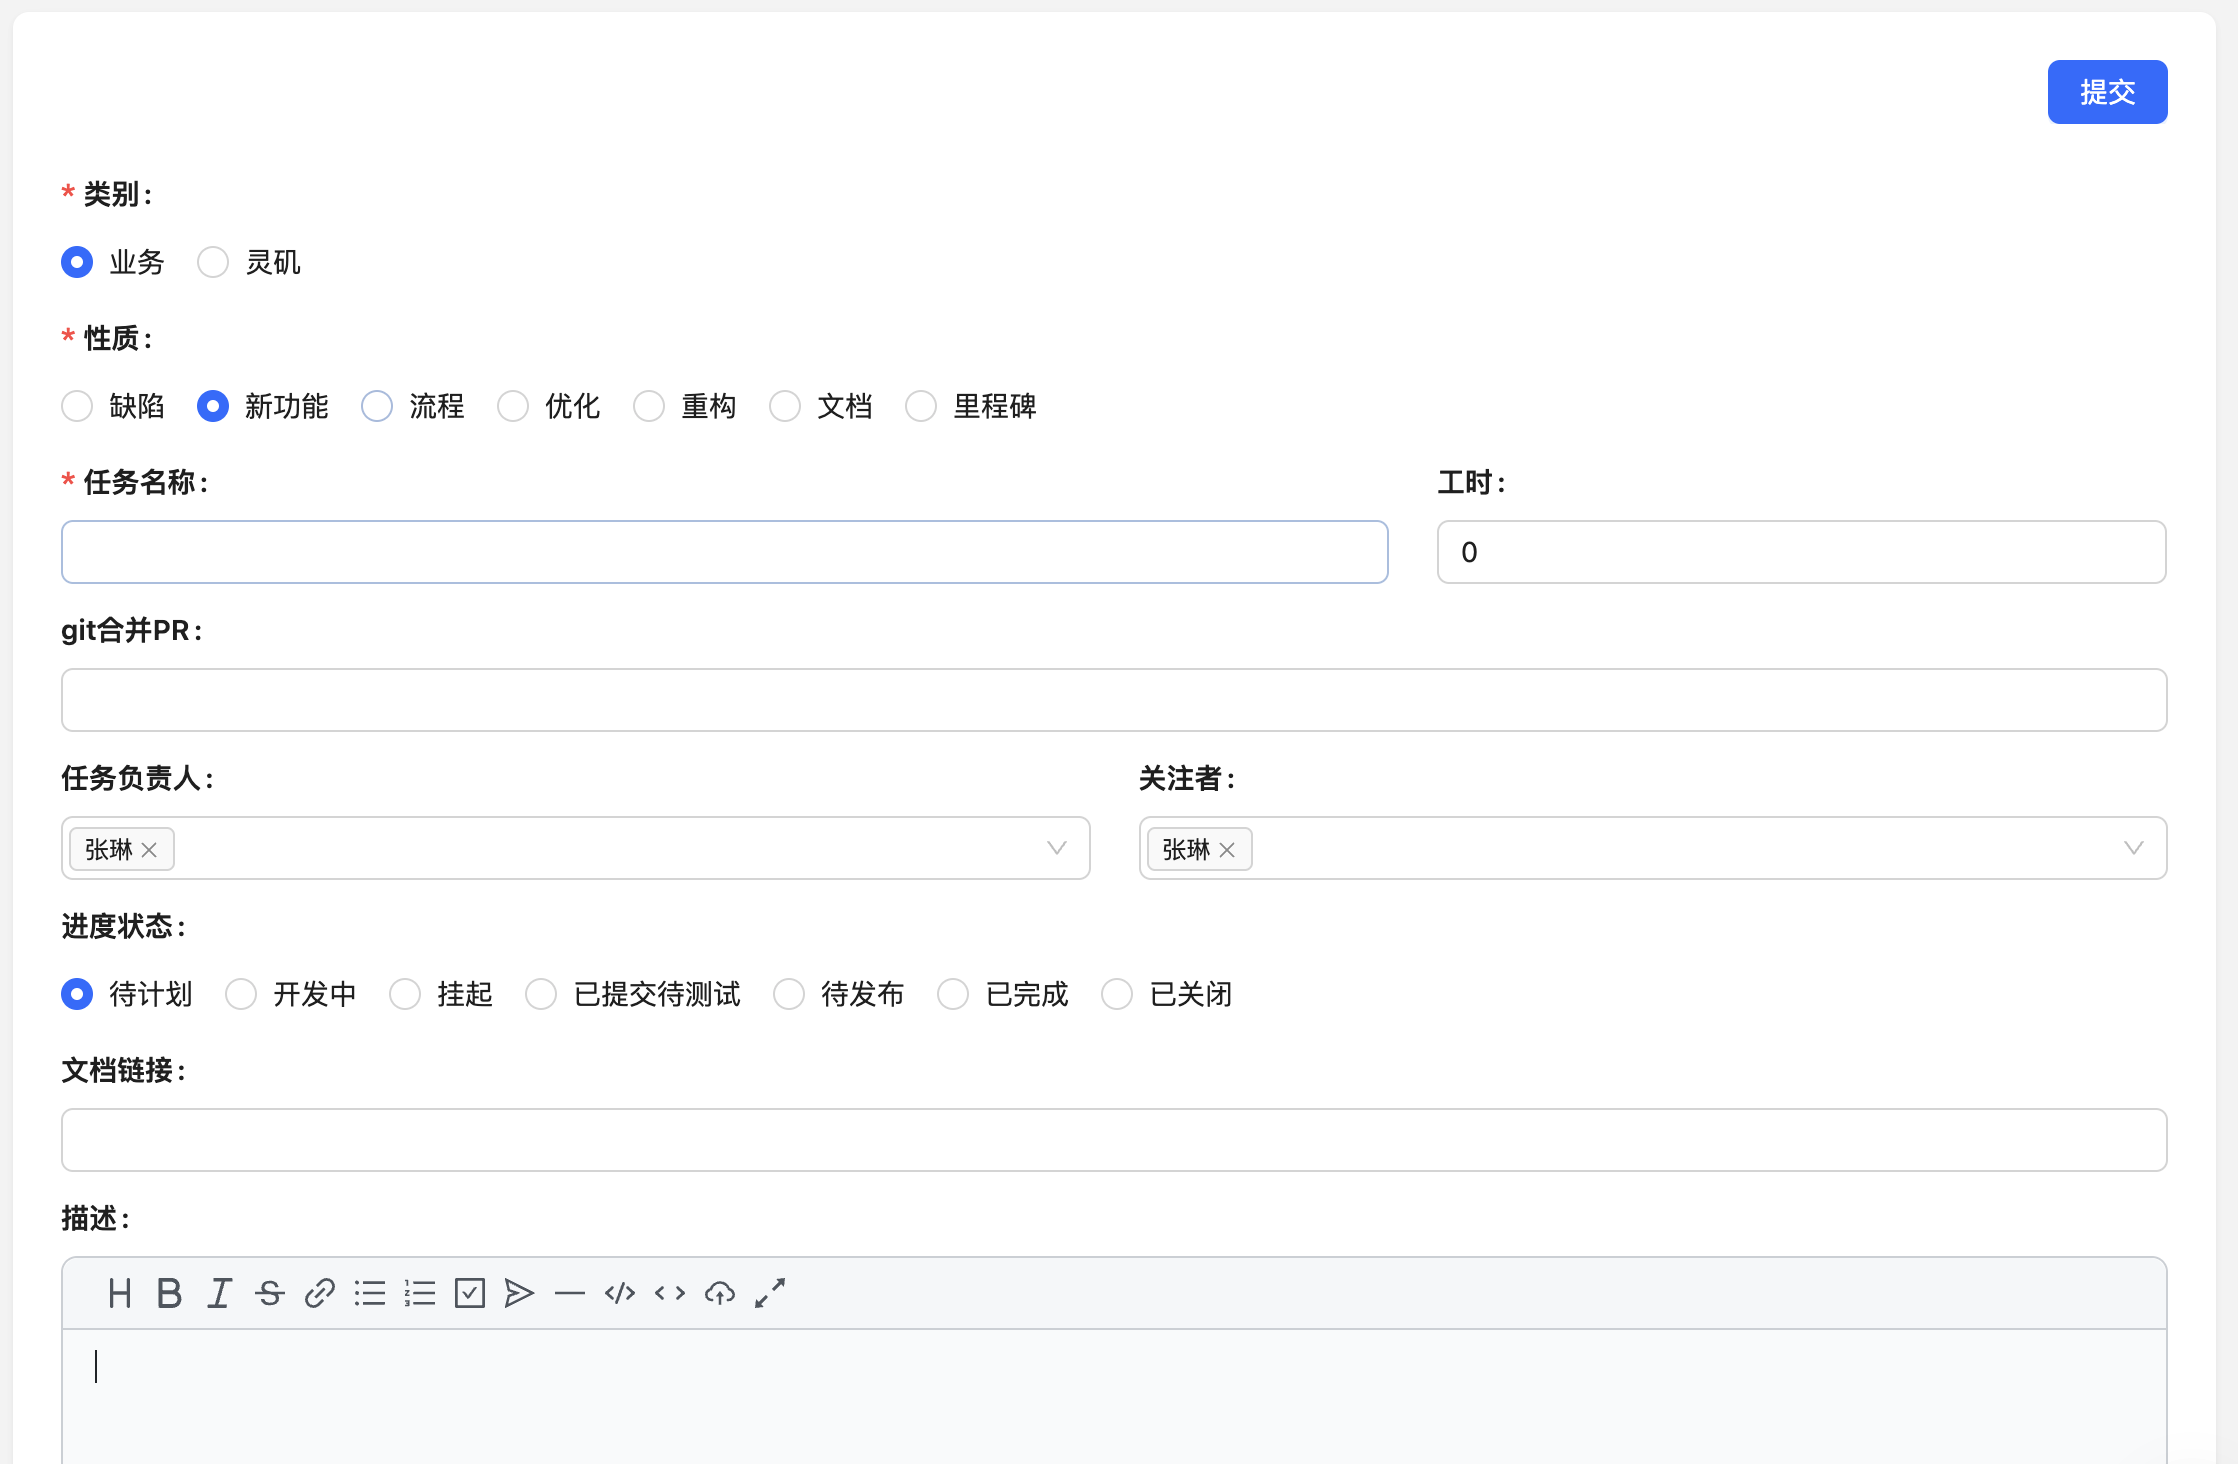 提交
* 类别：
业务 灵矶
* 性质：
缺陷 新功能 流程 优化 重构 文档 里程碑
* 任务名称： 工时：
0
git合并PR：
任务负责人： 关注者：
张琳 张琳
进度状态：
待计划 开发中 挂起 已提交待测试 待发布 已完成 已关闭
文档链接：
描述：